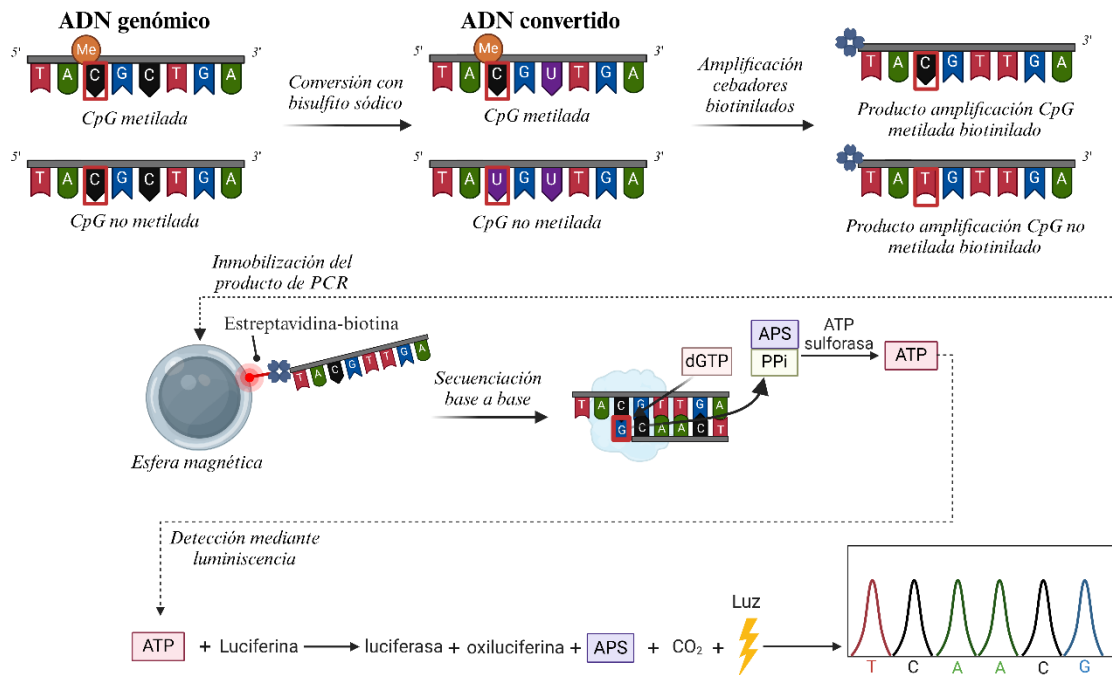 ADN genómico
5'
Me
3'
T A C G C T G A
CpG metilada
5'
3'
T A C G C T G A
CpG no metilada
Conversión con
bisulfito sódico
ADN convertido
5'
Me
3'
T A C G U T G A
CpG metilada
5'
3'
T A U G U T G A
CpG no metilada
Amplificación
cebadores
biotinilados
3'
T A C G T T G A
Producto amplificación CpG
metilada biotinilado
3'
T A T G T T G A
Producto amplificación CpG no
metilada biotinilado
Inmobilización del
producto de PCR
Estreptavidina-biotina
T A C G T T G A
Esfera magnética
Secuenciación
base a base
dGTP
T A C G T T G A
G C A A C T
APS
PPi
ATP
sulforasa
ATP
Detección mediante
luminiscencia
ATP + Luciferina
luciferasa + oxiluciferina + APS + CO₂ +
Luz
T C A A C G